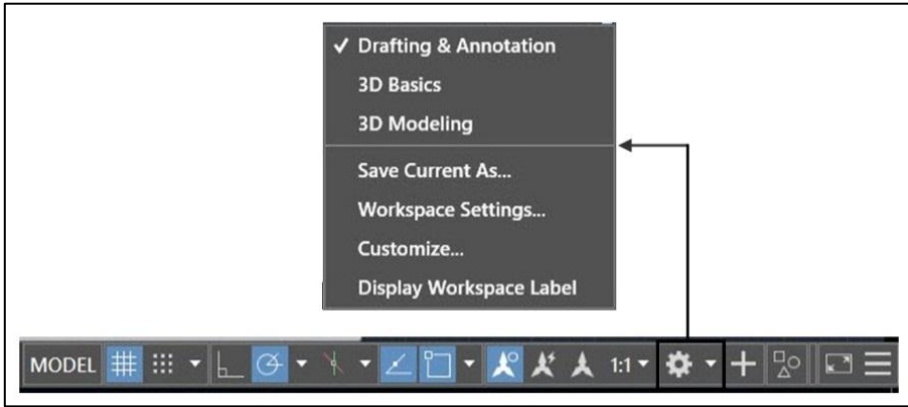 Drafting & Annotation
3D Basics
3D Modeling
Save Current As...
Workspace Settings...
Customize...
Display Workspace Label
MODEL 1:1